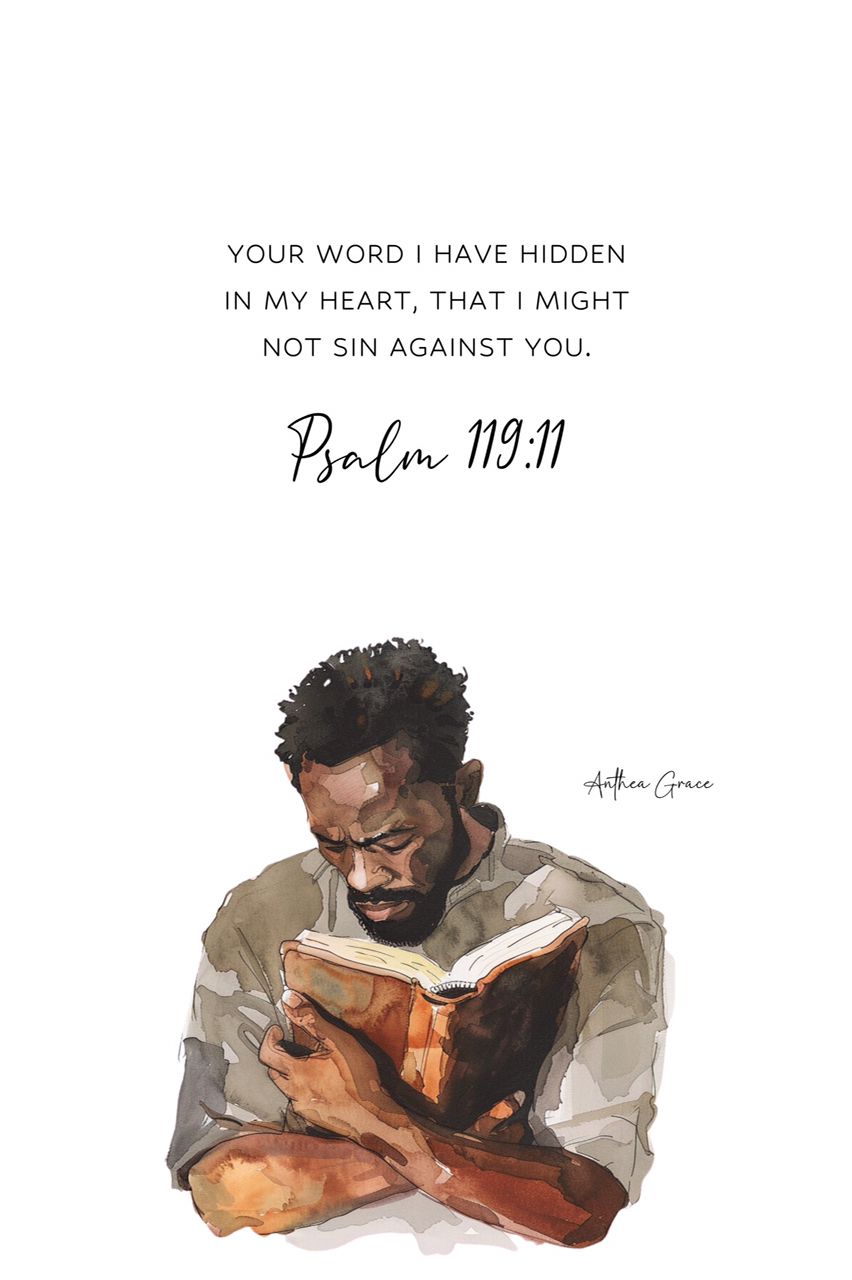 YOUR WORD I HAVE HIDDEN
IN MY HEART, THAT I MIGHT
NOT SIN AGAINST YOU.
Psalm 119:11
Anthea Grace